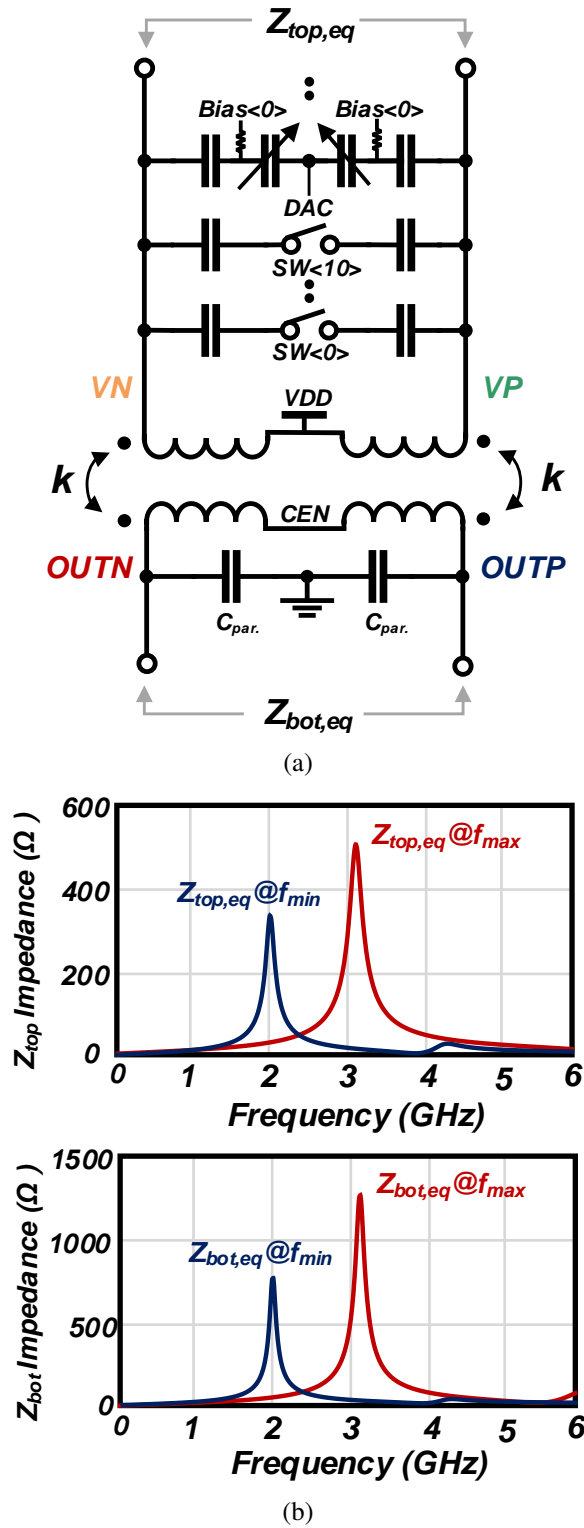 Z_top,eq
Bias<0> Bias<0>
DAC
SW<10>
SW<0>
VN VDD VP
k k
CEN
OUTN OUTP
C_par. C_par.
Z_bot,eq
(a)
Z_top Impedance (Ω)
600
400
200
0
Z_top,eq@f_max
Z_top,eq@f_min
0 1 2 3 4 5 6
Frequency (GHz)
Z_bot Impedance (Ω)
1500
1000
500
0
Z_bot,eq@f_max
Z_bot,eq@f_min
0 1 2 3 4 5 6
Frequency (GHz)
(b)